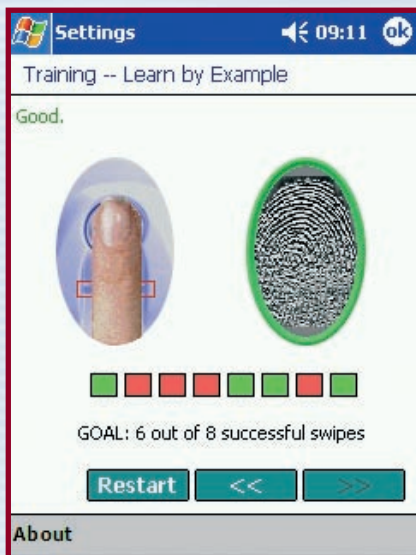 Settings 09:11 ok
Training -- Learn by Example
Good.
GOAL: 6 out of 8 successful swipes
Restart << >>
About